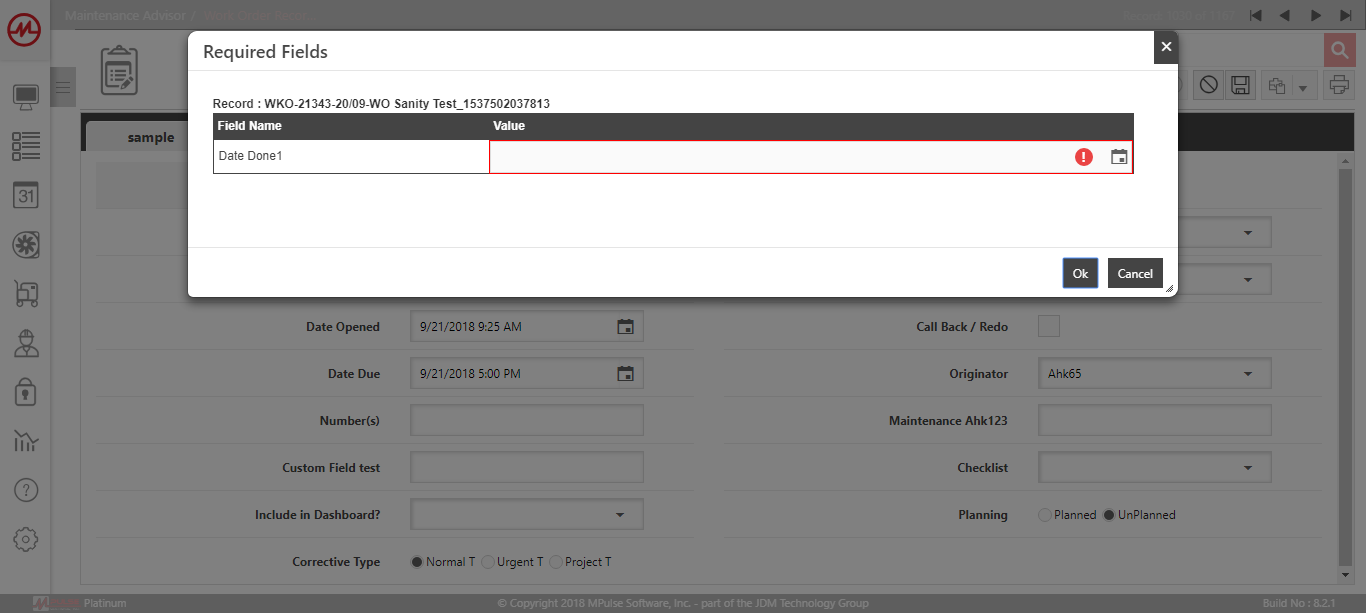 Maintenance Advisor /
Required Fields
Record : WKO-21343-20/09-WO Sanity Test_1537502037813
Field Name Value
Date Done1
Ok Cancel
sample
31
Date Opened 9/21/2018 9:25 AM Call Back / Redo
Date Due 9/21/2018 5:00 PM Originator Ahk65
Number(s) Maintenance Ahk123
Custom Field test Checklist
Include in Dashboard? Planning Planned UnPlanned
Corrective Type Normal T Urgent T Project T
Platinum © Copyright 2018 MPulse Software, Inc. - part of the JDM Technology Group Build No : 8.2.1